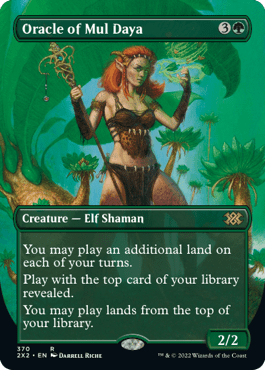 Oracle of Mul Daya 3
Creature — Elf Shaman
You may play an additional land on
each of your turns.
Play with the top card of your library
revealed.
You may play lands from the top of
your library.
2/2
370 R
2X2 • EN DARRELL RICHE ™ & © 2022 Wizards of the Coast